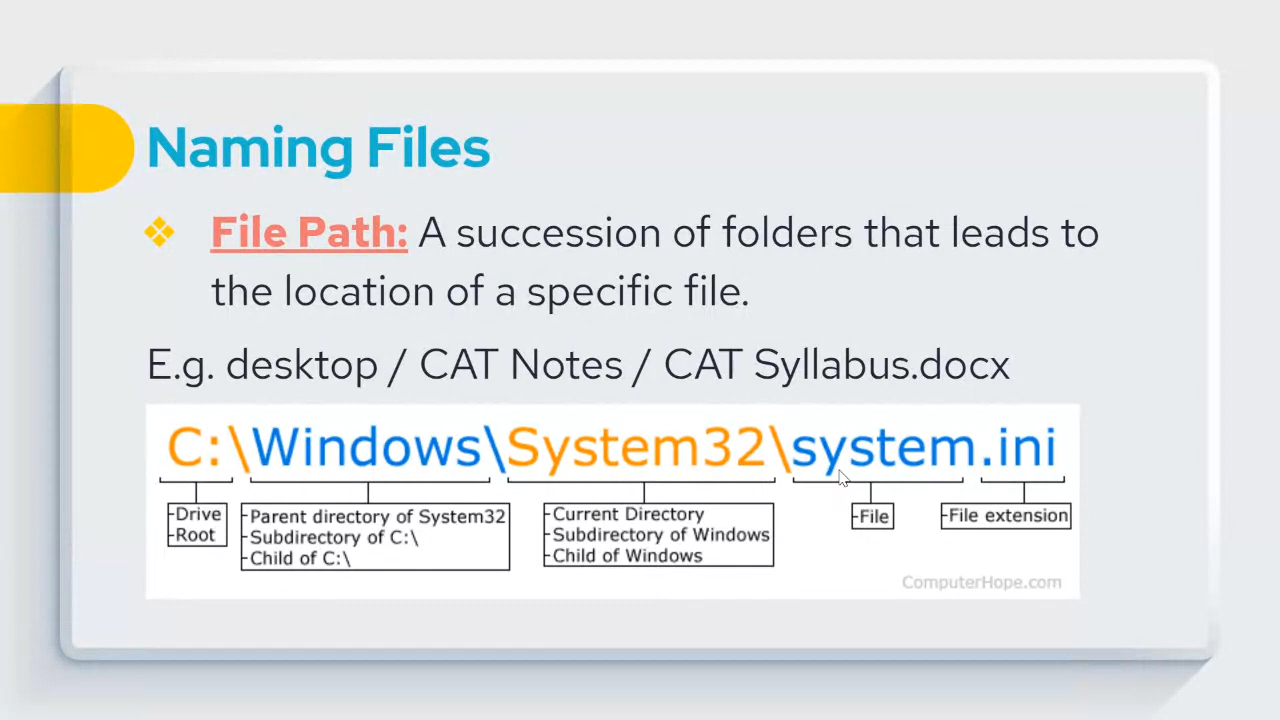 Naming Files
File Path: A succession of folders that leads to
the location of a specific file.
E.g. desktop / CAT Notes / CAT Syllabus.docx
C:\Windows\System32\system.ini
Drive
Root
Parent directory of System32
Subdirectory of C:\
Child of C:\
Current Directory
Subdirectory of Windows
Child of Windows
File
File extension
ComputerHope.com